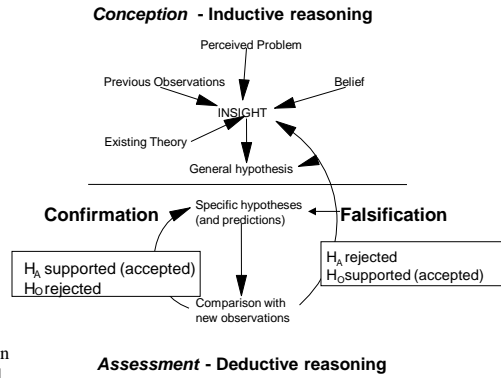 Conception - Inductive reasoning
Perceived Problem
Previous Observations
Belief
INSIGHT
Existing Theory
General hypothesis
Confirmation
Specific hypotheses
(and predictions)
Falsification
HA supported (accepted)
HO rejected
HA rejected
HO supported (accepted)
Comparison with
new observations
Assessment - Deductive reasoning